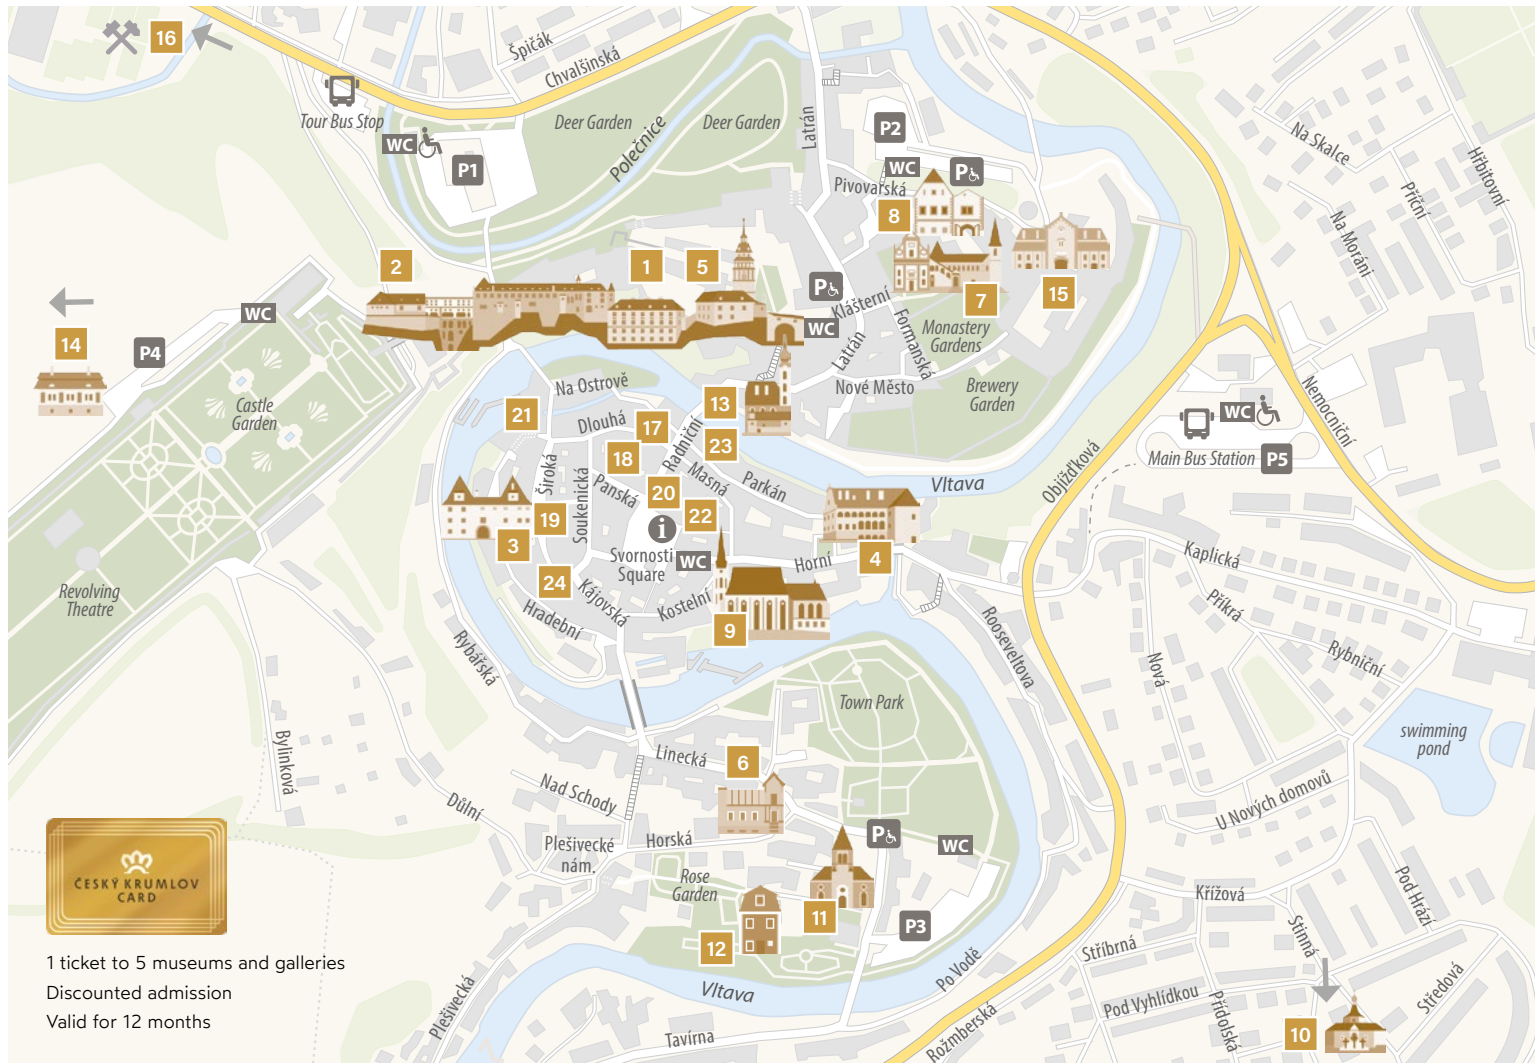 16
Špičák
Chvalšinská
Tour Bus Stop
WC
P1
Deer Garden
Deer Garden
Polečnice
Latrán
P2
WC
P
Pivovarská
8
Na Skalce
Hřbitovní
Příční
Na Moráni
2
1
5
7
15
P
Klášterní
WC
Latrán
Formanská
Monastery
Gardens
Nové Město
Brewery
Garden
14
P4
WC
Castle
Garden
Revolving
Theatre
Na Ostrově
21
Dlouhá
17
18
Radniční
13
23
Masná
Parkán
Široká
Soukenická
Panská
20
22
19
3
Svornosti
Square
WC
Horní
4
24
Kájovská
Kostelní
Hradební
9
Vltava
Objížďková
Nemocniční
WC
Main Bus Station
P5
Kaplická
Příkrá
Rybniční
Nová
Rooseveltova
Rybářská
Town Park
swimming
pond
Bylinková
Důlní
Linecká
6
Nad Schody
Plešivecké
nám.
Horská
Rose
Garden
P
WC
11
12
P3
U Nových domovů
Křížová
Pod Hrází
Stinná
Stříbrná
Středová
Po Vodě
Pod Vyhlídkou
Přídolská
10
Vltava
Plešivecká
Tavírna
Rožmberská
ČESKÝ KRUMLOV
CARD
1 ticket to 5 museums and galleries
Discounted admission
Valid for 12 months